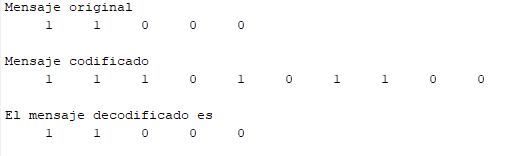 Mensaje original
1 1 0 0 0
Mensaje codificado
1 1 1 0 1 0 1 1 0 0
El mensaje decodificado es
1 1 0 0 0